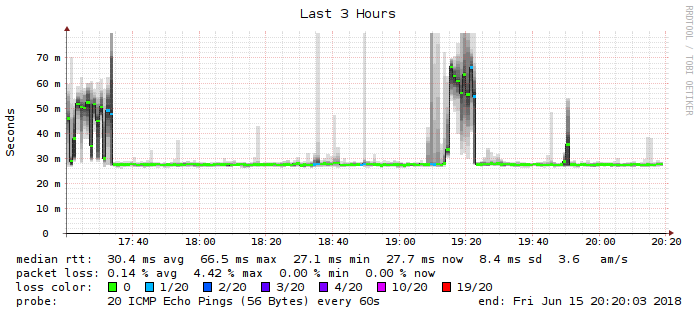 Last 3 Hours
RRDTOOL / TOBI OETIKER
Seconds
70 m
60 m
50 m
40 m
30 m
20 m
10 m
0
17:40 18:00 18:20 18:40 19:00 19:20 19:40 20:00 20:20
median rtt: 30.4 ms avg 66.5 ms max 27.1 ms min 27.7 ms now 8.4 ms sd 3.6 am/s
packet loss: 0.14 % avg 4.42 % max 0.00 % min 0.00 % now
loss color: 0 1/20 2/20 3/20 4/20 10/20 19/20
probe: 20 ICMP Echo Pings (56 Bytes) every 60s end: Fri Jun 15 20:20:03 2018